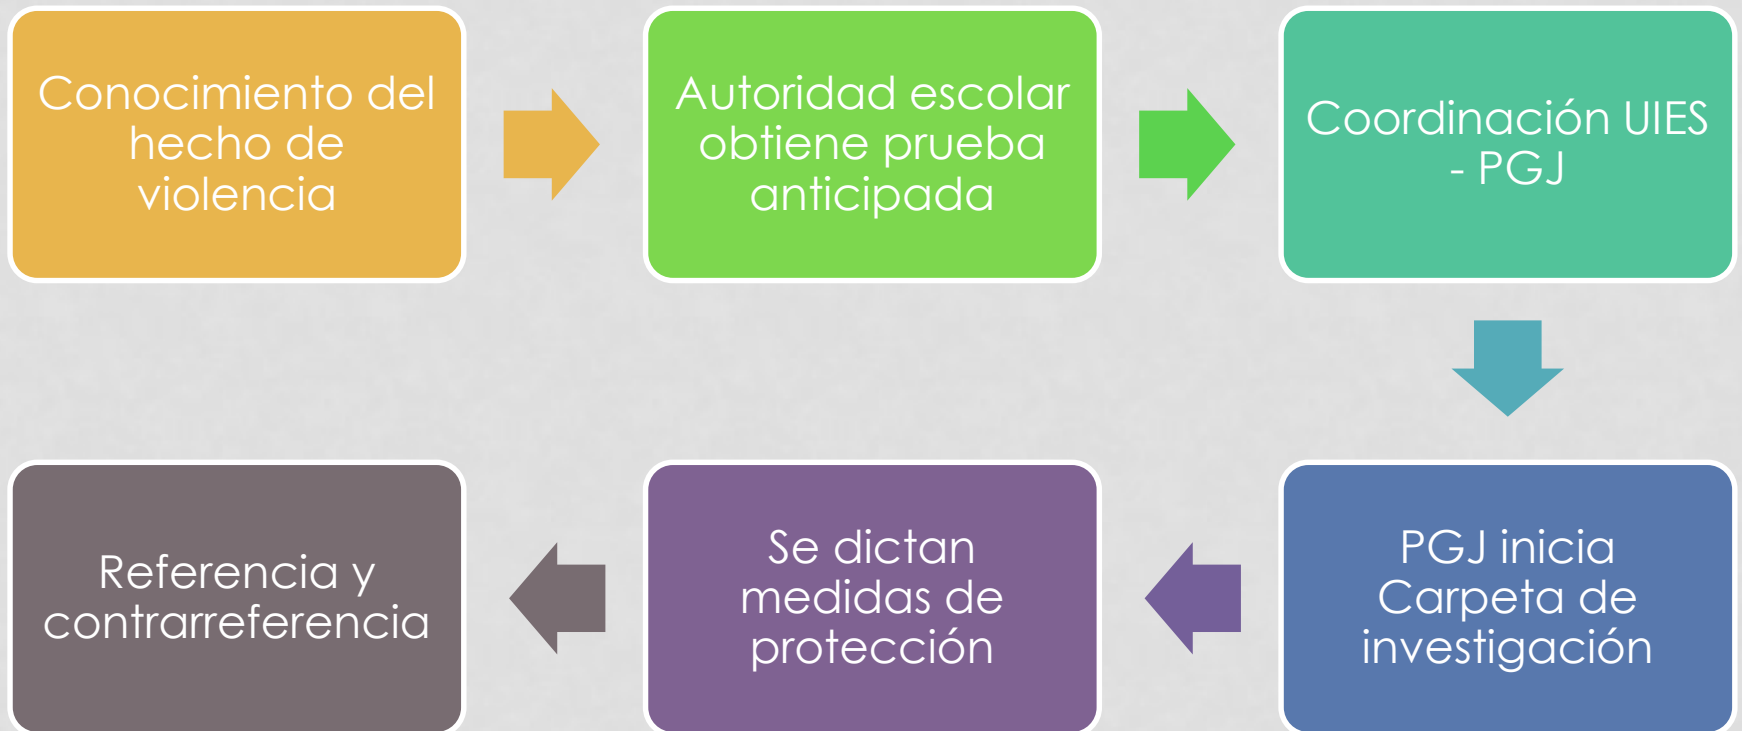 Conocimiento del
hecho de
violencia
Autoridad escolar
obtiene prueba
anticipada
Coordinación UIES
- PGJ
PGJ inicia
Carpeta de
investigación
Se dictan
medidas de
protección
Referencia y
contrarreferencia